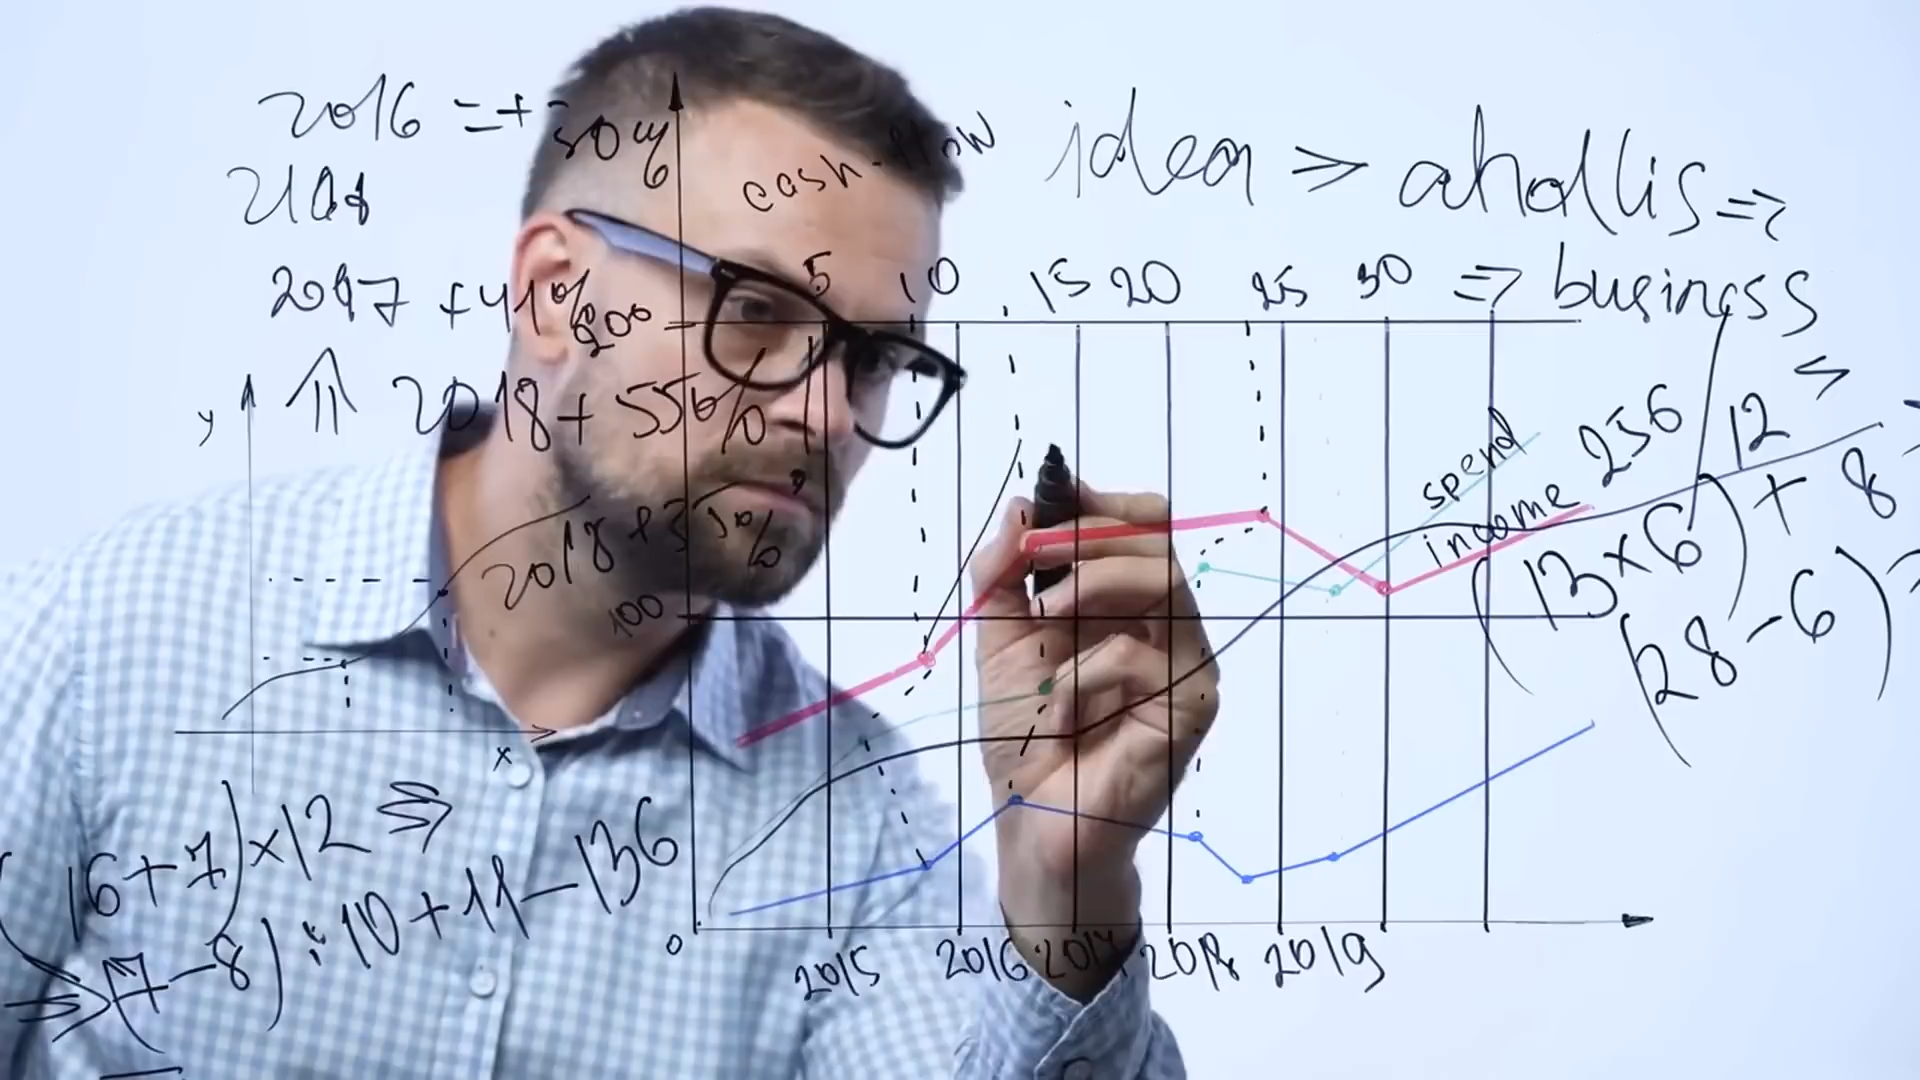 2016 = + 50%
cash-flow
idea => ahallis =>
=> business
5 10 15 20 25 30
2017 + 41%
200
2018 + 556%
2018 + 35%
100
y
x
0
2015 2016 2017 2018 2019
spend
income
256
12
(13×6) + 8
(28-6)
(16+7)×12 =>
=> (7-8) ÷ 10 + 11 - 136